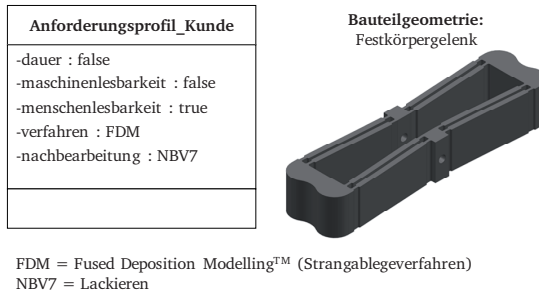 Anforderungsprofil_Kunde
-dauer : false
-maschinenlesbarkeit : false
-menschenlesbarkeit : true
-verfahren : FDM
-nachbearbeitung : NBV7
Bauteilgeometrie:
Festkörpergelenk
FDM = Fused Deposition Modelling™ (Strangablegeverfahren)
NBV7 = Lackieren